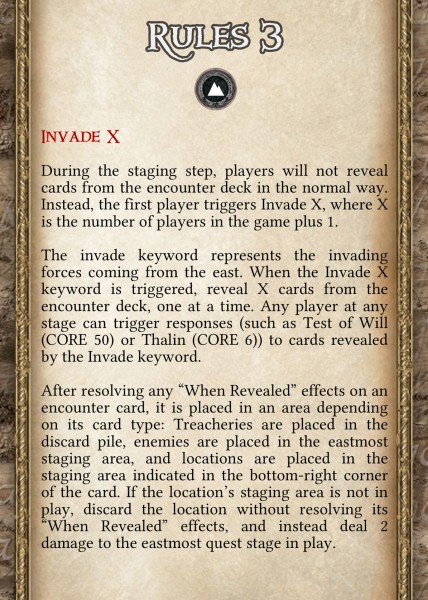 Rules 3
Invade X
During the staging step, players will not reveal
cards from the encounter deck in the normal way.
Instead, the first player triggers Invade X, where X
is the number of players in the game plus 1.
The invade keyword represents the invading
forces coming from the east. When the Invade X
keyword is triggered, reveal X cards from the
encounter deck, one at a time. Any player at any
stage can trigger responses (such as Test of Will
(CORE 50) or Thalin (CORE 6)) to cards revealed
by the Invade keyword.
After resolving any “When Revealed” effects on an
encounter card, it is placed in an area depending
on its card type: Treacheries are placed in the
discard pile, enemies are placed in the eastmost
staging area, and locations are placed in the
staging area indicated in the bottom-right corner
of the card. If the location’s staging area is not in
play, discard the location without resolving its
“When Revealed” effects, and instead deal 2
damage to the eastmost quest stage in play.